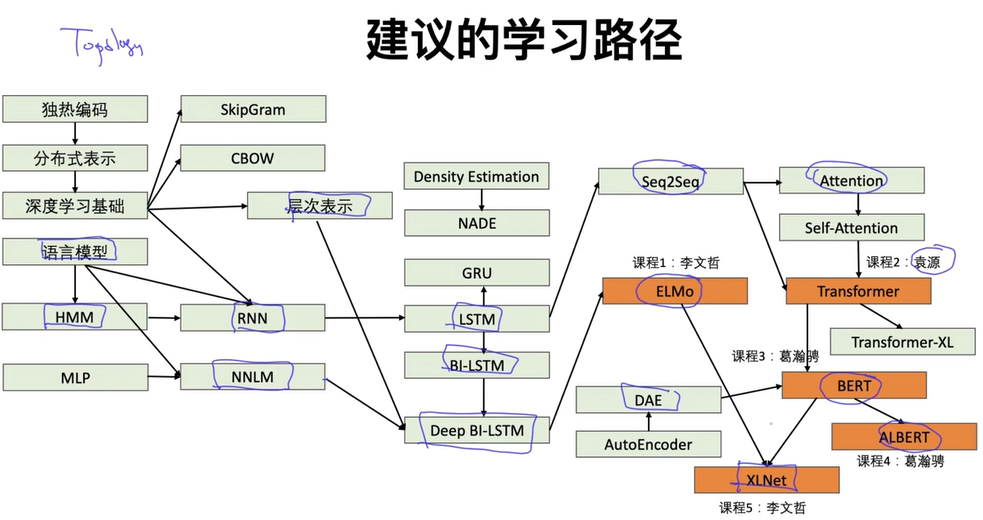 建议的学习路径
Topology
独热编码
分布式表示
深度学习基础
语言模型
HMM
MLP
SkipGram
CBOW
层次表示
RNN
NNLM
Density Estimation
NADE
GRU
LSTM
BI-LSTM
Deep BI-LSTM
Seq2Seq
课程1：李文哲
ELMo
DAE
AutoEncoder
Attention
Self-Attention
课程2：袁源
Transformer
Transformer-XL
课程3：葛瀚骋
BERT
ALBERT
课程4：葛瀚骋
XLNet
课程5：李文哲